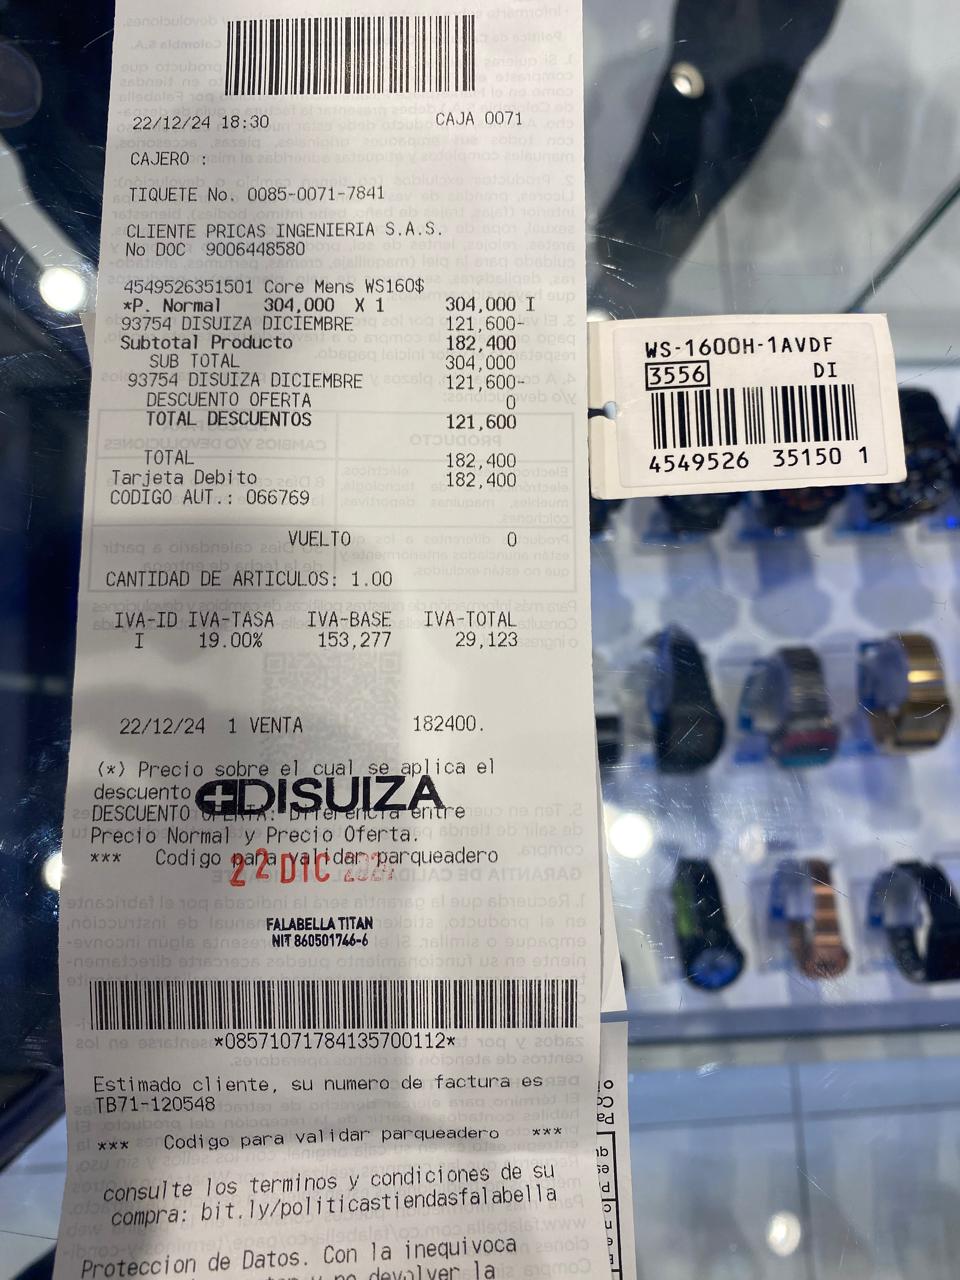 22/12/24 18:30 CAJA 0071
CAJERO :
TIQUETE No. 0085-0071-7841
CLIENTE PRICAS INGENIERIA S.A.S.
No DOC 9006448580
4549526351501 Core Mens WS160$
*P. Normal 304,000 X 1 304,000 I
93754 DISUIZA DICIEMBRE 121,600-
Subtotal Producto 182,400
SUB TOTAL 304,000
93754 DISUIZA DICIEMBRE 121,600-
DESCUENTO OFERTA 0
TOTAL DESCUENTOS 121,600
TOTAL 182,400
Tarjeta Debito 182,400
CODIGO AUT.: 066769
VUELTO 0
CANTIDAD DE ARTICULOS: 1.00
IVA-ID IVA-TASA IVA-BASE IVA-TOTAL
I 19.00% 153,277 29,123
22/12/24 1 VENTA 182400.
(*) Precio sobre el cual se aplica el
descuento
DISUIZA
DESCUENTO OFERTA: Diferencia entre
Precio Normal y Precio Oferta.
*** Codigo para validar parqueadero
22 DIC 2024
FALABELLA TITAN
NIT 860501746-6
*08571071784135700112*
Estimado cliente, su numero de factura es
TB71-120548
*** Codigo para validar parqueadero ***
consulte los terminos y condiciones de su
compra: bit.ly/politicastiendasfalabella
Proteccion de Datos. Con la inequivoca
y no devolver la
WS-1600H-1AVDF
3556 DI
4549526 35150 1